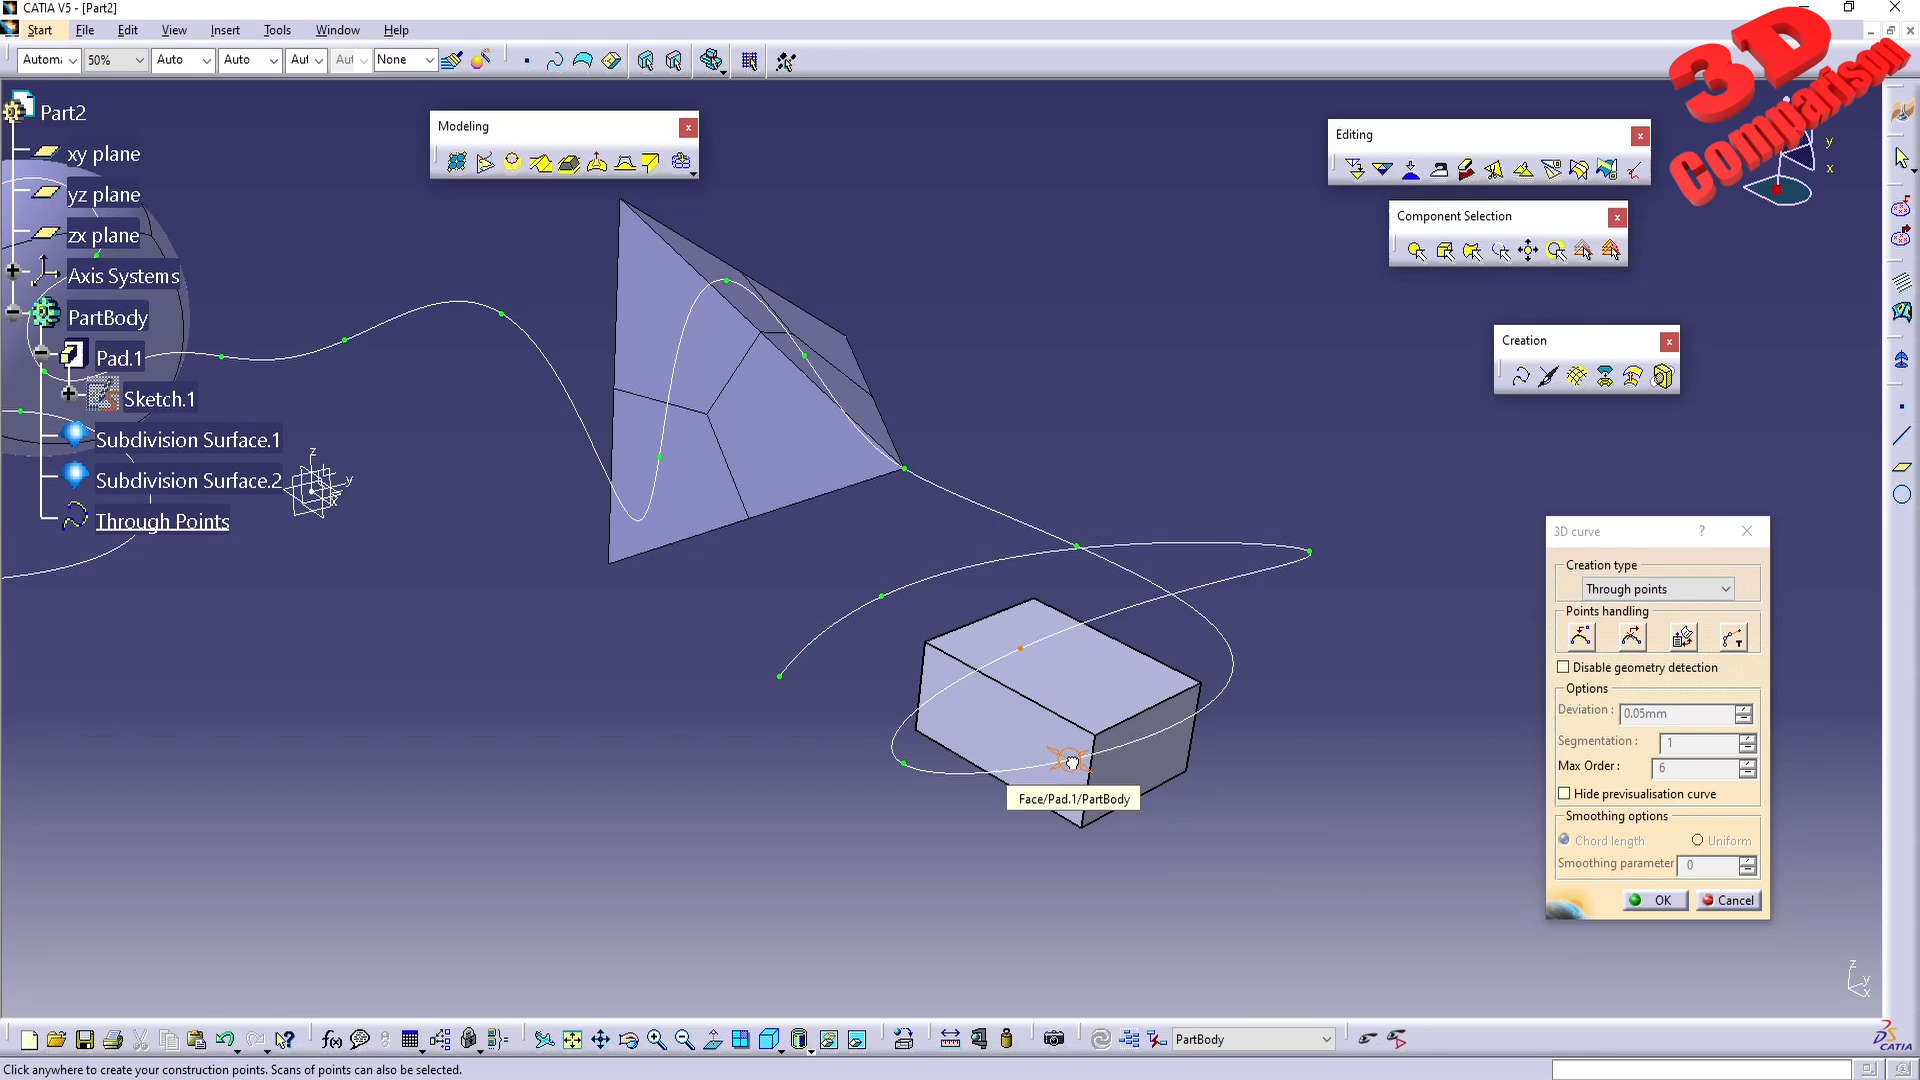 CATIA V5 - [Part2]
Start File Edit View Insert Tools Window Help
50% Auto Auto Aut Aut None
3D
Comparison
Part2
xy plane
yz plane
zx plane
Axis Systems
PartBody
Pad.1
Sketch.1
Subdivision Surface.1
Subdivision Surface.2
Through Points
z
y
Modeling
Editing
y
x
Component Selection
Creation
3D curve ?
Creation type
Through points
Points handling
Disable geometry detection
Options
Deviation : 0.05mm
Segmentation : 1
Max Order : 6
Hide previsualisation curve
Smoothing options
Chord length Uniform
Smoothing parameter 0
OK Cancel
Face/Pad.1/PartBody
z
y
x
PartBody
CATIA
Click anywhere to create your construction points. Scans of points can also be selected.